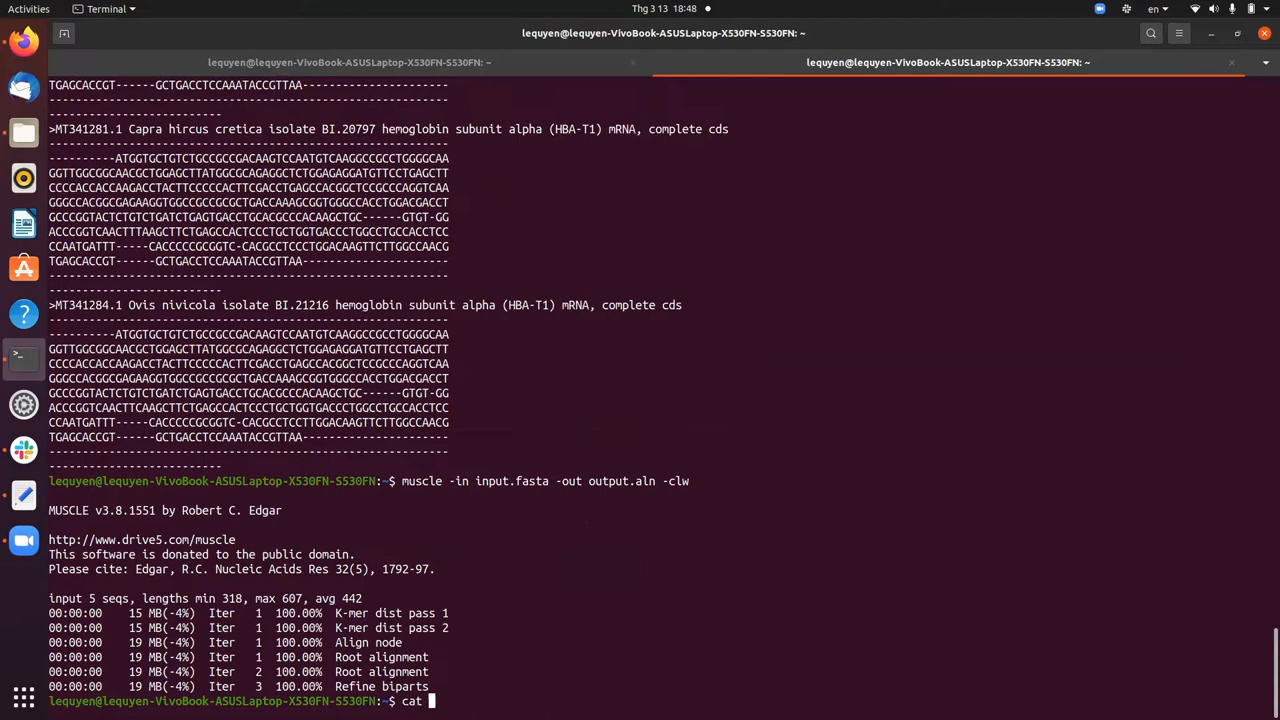 Activities
Terminal
Thg 3 13 18:48
en
lequyen@lequyen-VivoBook-ASUSLaptop-X530FN-S530FN: ~
lequyen@lequyen-VivoBook-ASUSLaptop-X530FN-S530FN: ~
lequyen@lequyen-VivoBook-ASUSLaptop-X530FN-S530FN: ~
TGAGCACCGT------GCTGACCTCCAAATACCGTTAA----------------------
------------------------------------------------------------
--------------------------
>MT341281.1 Capra hircus cretica isolate BI.20797 hemoglobin subunit alpha (HBA-T1) mRNA, complete cds
------------------------------------------------------------
----------ATGGTGCTGTCTGCCGCCGACAAGTCCAATGTCAAGGCCGCCTGGGGCAA
GGTTGGCGGCAACGCTGGAGCTTATGGCGCAGAGGCTCTGGAGAGGATGTTCCTGAGCTT
CCCCACCACCAAGACCTACTTCCCCCACTTCGACCTGAGCCACGGCTCCGCCCAGGTCAA
GGGCCACGGCGAGAAGGTGGCCGCCGCGCTGACCAAAGCGGTGGGCCACCTGGACGACCT
GCCCGGTACTCTGTCTGATCTGAGTGACCTGCACGCCCACAAGCTGC------GTGT-GG
ACCCGGTCAACTTTAAGCTTCTGAGCCACTCCCTGCTGGTGACCCTGGCCTGCCACCTCC
CCAATGATTT-----CACCCCCGCGGTC-CACGCCTCCCTGGACAAGTTCTTGGCCAACG
TGAGCACCGT------GCTGACCTCCAAATACCGTTAA----------------------
------------------------------------------------------------
--------------------------
>MT341284.1 Ovis nivicola isolate BI.21216 hemoglobin subunit alpha (HBA-T1) mRNA, complete cds
------------------------------------------------------------
----------ATGGTGCTGTCTGCCGCCGACAAGTCCAATGTCAAGGCCGCCTGGGGCAA
GGTTGGCGGCAACGCTGGAGCTTATGGCGCAGAGGCTCTGGAGAGGATGTTCCTGAGCTT
CCCCACCACCAAGACCTACTTCCCCCACTTCGACCTGAGCCACGGCTCCGCCCAGGTCAA
GGGCCACGGCGAGAAGGTGGCCGCCGCGCTGACCAAAGCGGTGGGCCACCTGGACGACCT
GCCCGGTACTCTGTCTGATCTGAGTGACCTGCACGCCCACAAGCTGC------GTGT-GG
ACCCGGTCAACTTCAAGCTTCTGAGCCACTCCCTGCTGGTGACCCTGGCCTGCCACCTCC
CCAATGATTT-----CACCCCCGCGGTC-CACGCCTCCTTGGACAAGTTCTTGGCCAACG
TGAGCACCGT------GCTGACCTCCAAATACCGTTAA----------------------
------------------------------------------------------------
--------------------------
lequyen@lequyen-VivoBook-ASUSLaptop-X530FN-S530FN:~$ muscle -in input.fasta -out output.aln -clw
MUSCLE v3.8.1551 by Robert C. Edgar
http://www.drive5.com/muscle
This software is donated to the public domain.
Please cite: Edgar, R.C. Nucleic Acids Res 32(5), 1792-97.
input 5 seqs, lengths min 318, max 607, avg 442
00:00:00    15 MB(-4%)  Iter   1  100.00%  K-mer dist pass 1
00:00:00    15 MB(-4%)  Iter   1  100.00%  K-mer dist pass 2
00:00:00    19 MB(-4%)  Iter   1  100.00%  Align node
00:00:00    19 MB(-4%)  Iter   1  100.00%  Root alignment
00:00:00    19 MB(-4%)  Iter   2  100.00%  Root alignment
00:00:00    19 MB(-4%)  Iter   3  100.00%  Refine biparts
lequyen@lequyen-VivoBook-ASUSLaptop-X530FN-S530FN:~$ cat